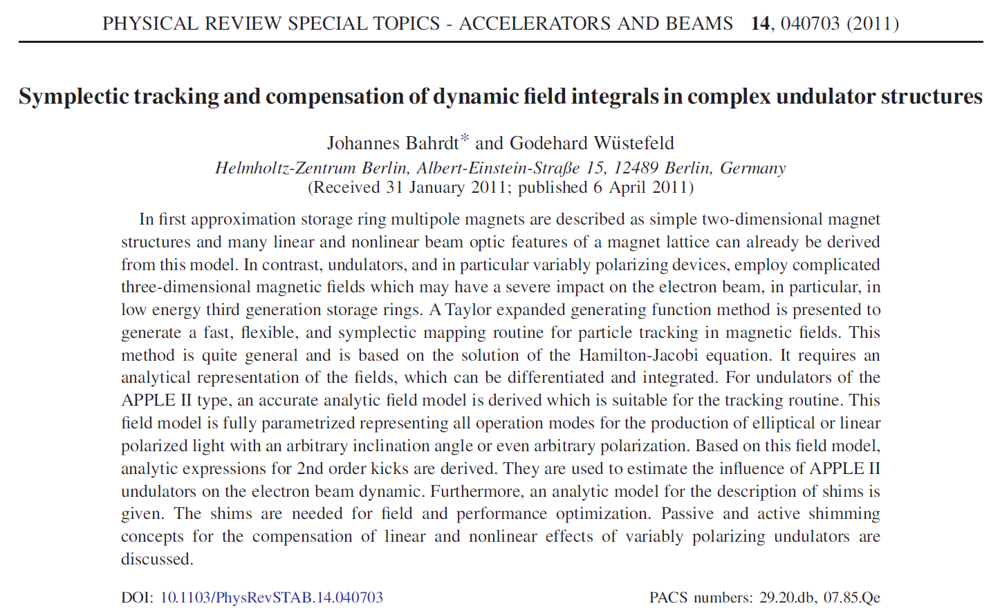 PHYSICAL REVIEW SPECIAL TOPICS - ACCELERATORS AND BEAMS 14, 040703 (2011)
Symplectic tracking and compensation of dynamic field integrals in complex undulator structures
Johannes Bahrdt* and Godehard Wüstefeld
Helmholtz-Zentrum Berlin, Albert-Einstein-Straße 15, 12489 Berlin, Germany
(Received 31 January 2011; published 6 April 2011)
In first approximation storage ring multipole magnets are described as simple two-dimensional magnet
structures and many linear and nonlinear beam optic features of a magnet lattice can already be derived
from this model. In contrast, undulators, and in particular variably polarizing devices, employ complicated
three-dimensional magnetic fields which may have a severe impact on the electron beam, in particular, in
low energy third generation storage rings. A Taylor expanded generating function method is presented to
generate a fast, flexible, and symplectic mapping routine for particle tracking in magnetic fields. This
method is quite general and is based on the solution of the Hamilton-Jacobi equation. It requires an
analytical representation of the fields, which can be differentiated and integrated. For undulators of the
APPLE II type, an accurate analytic field model is derived which is suitable for the tracking routine. This
field model is fully parametrized representing all operation modes for the production of elliptical or linear
polarized light with an arbitrary inclination angle or even arbitrary polarization. Based on this field model,
analytic expressions for 2nd order kicks are derived. They are used to estimate the influence of APPLE II
undulators on the electron beam dynamic. Furthermore, an analytic model for the description of shims is
given. The shims are needed for field and performance optimization. Passive and active shimming
concepts for the compensation of linear and nonlinear effects of variably polarizing undulators are
discussed.
DOI: 10.1103/PhysRevSTAB.14.040703 PACS numbers: 29.20.db, 07.85.Qe